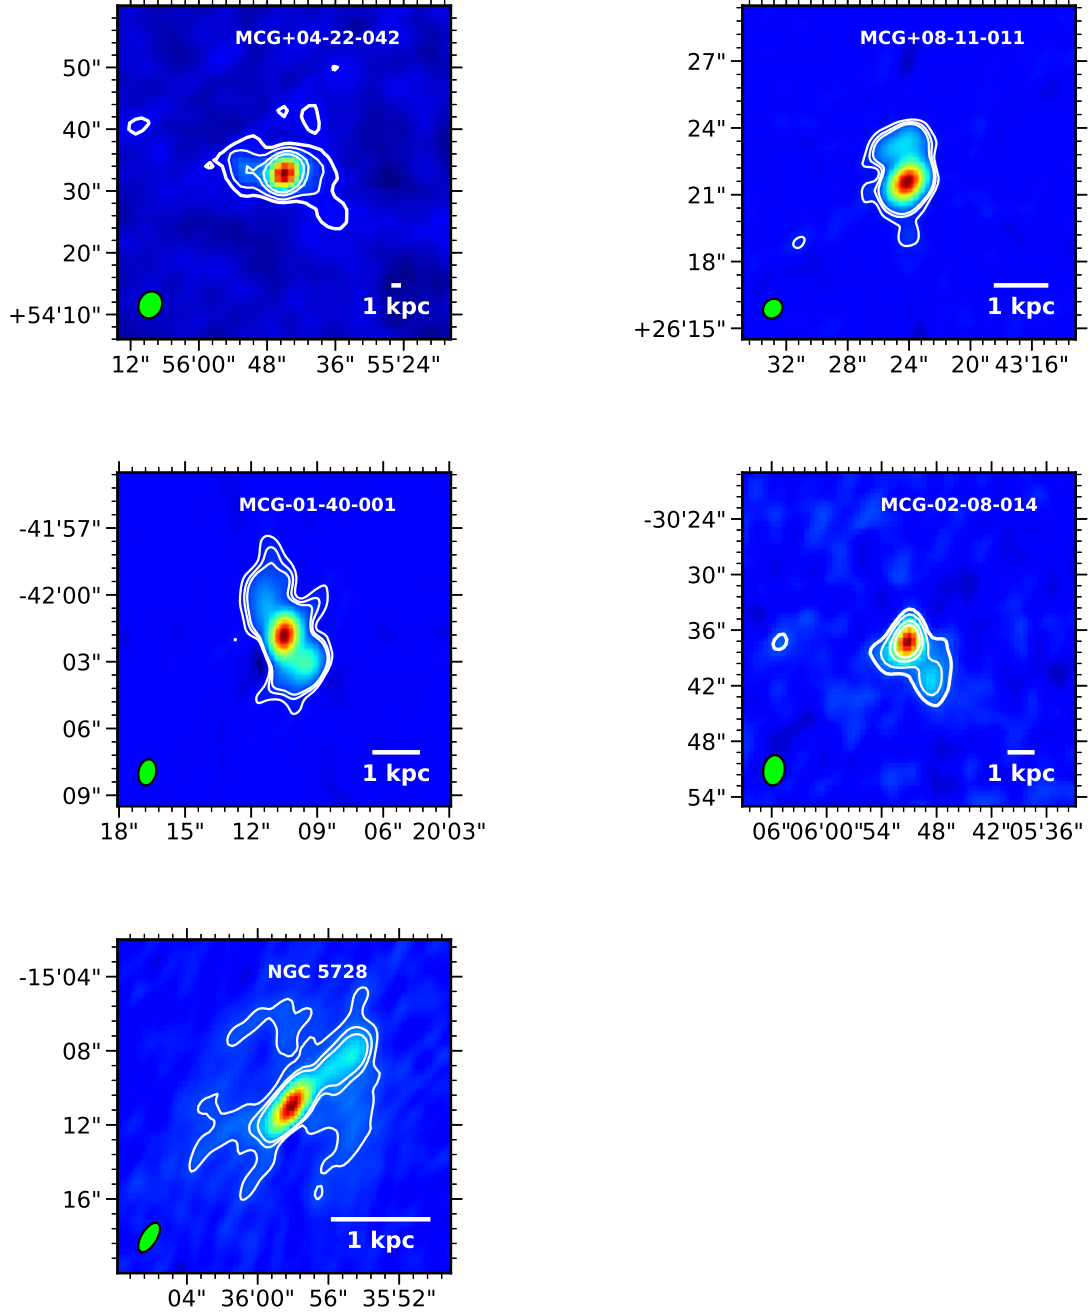 MCG+04-22-042
50"
40"
30"
20"
+54'10"
1 kpc
12" 56'00" 48" 36" 55'24"
MCG+08-11-011
27"
24"
21"
18"
+26'15"
1 kpc
32" 28" 24" 20" 43'16"
MCG-01-40-001
-41'57"
-42'00"
03"
06"
09"
1 kpc
18" 15" 12" 09" 06" 20'03"
MCG-02-08-014
-30'24"
30"
36"
42"
48"
54"
1 kpc
06" 06'00" 54" 48" 42" 05'36"
NGC 5728
-15'04"
08"
12"
16"
1 kpc
04" 36'00" 56" 35'52"